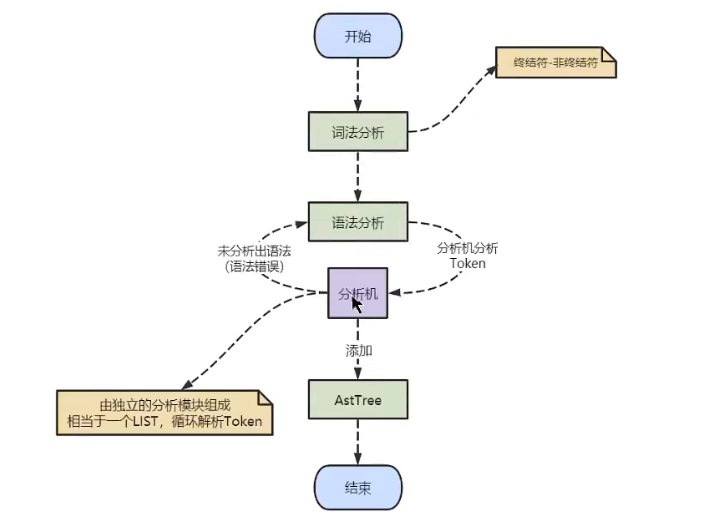 开始
终结符-非终结符
词法分析
语法分析
未分析出语法
(语法错误)
分析机分析
Token
分析机
添加
由独立的分析模块组成
相当于一个LIST，循环解析Token
AstTree
结束